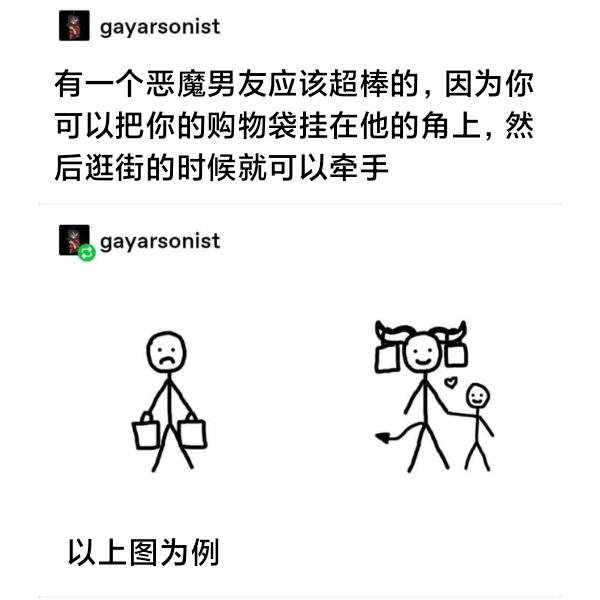 gayarsonist
有一个恶魔男友应该超棒的，因为你
可以把你的购物袋挂在他的角上，然
后逛街的时候就可以牵手
gayarsonist
以上图为例